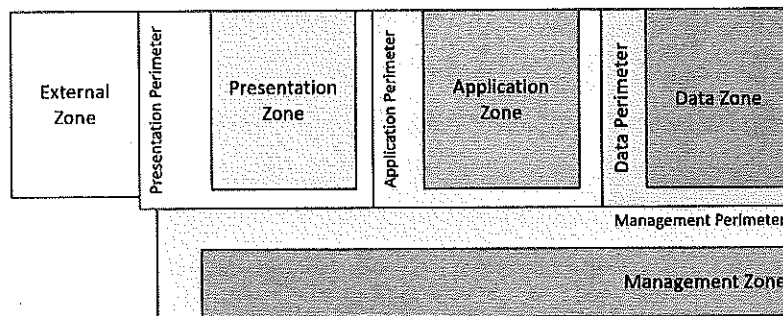 External
Zone
Presentation Perimeter
Presentation
Zone
Application Perimeter
Application
Zone
Data Perimeter
Data Zone
Management Perimeter
Management Zone